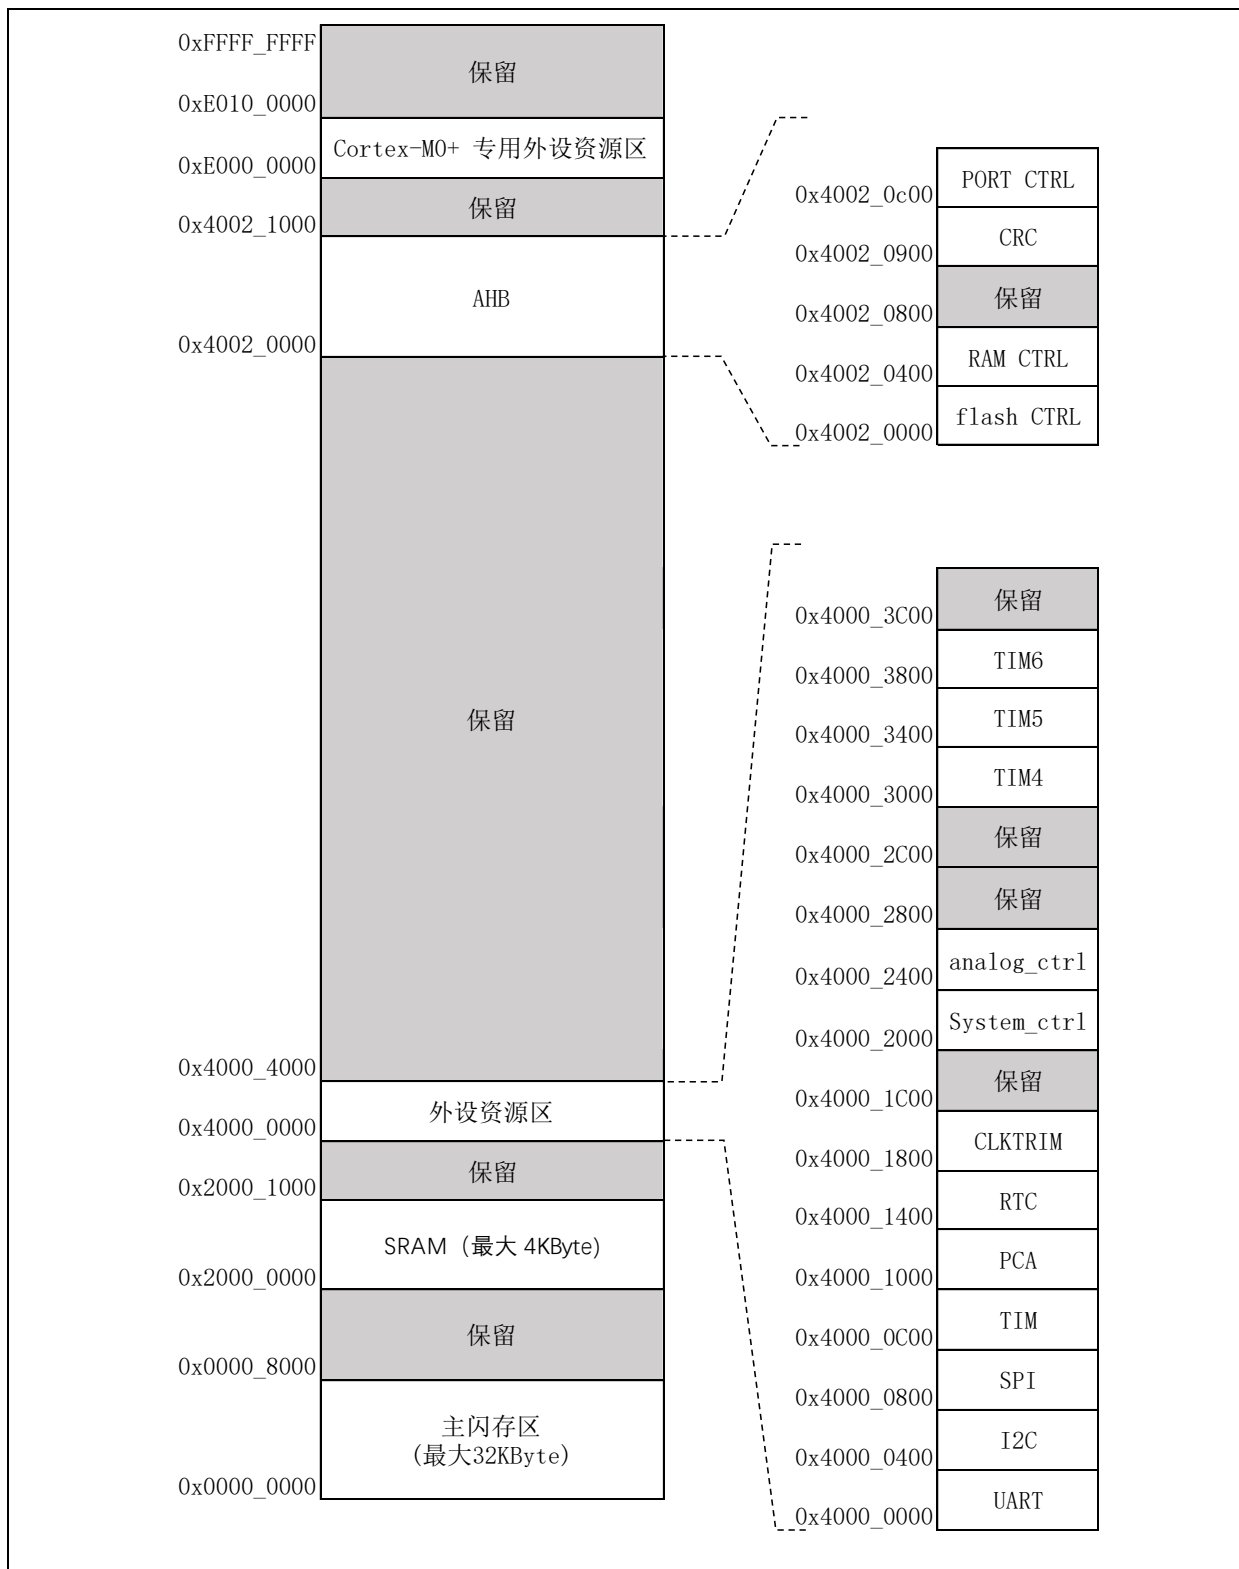 0xFFFF_FFFF
保留
0xE010_0000
Cortex-M0+ 专用外设资源区
0xE000_0000
保留
0x4002_1000
AHB
0x4002_0000
保留
0x4000_4000
外设资源区
0x4000_0000
保留
0x2000_1000
SRAM（最大 4KByte)
0x2000_0000
保留
0x0000_8000
主闪存区
(最大32KByte)
0x0000_0000
PORT CTRL
0x4002_0c00
CRC
0x4002_0900
保留
0x4002_0800
RAM CTRL
0x4002_0400
flash CTRL
0x4002_0000
保留
0x4000_3C00
TIM6
0x4000_3800
TIM5
0x4000_3400
TIM4
0x4000_3000
保留
0x4000_2C00
保留
0x4000_2800
analog_ctrl
0x4000_2400
System_ctrl
0x4000_2000
保留
0x4000_1C00
CLKTRIM
0x4000_1800
RTC
0x4000_1400
PCA
0x4000_1000
TIM
0x4000_0C00
SPI
0x4000_0800
I2C
0x4000_0400
UART
0x4000_0000